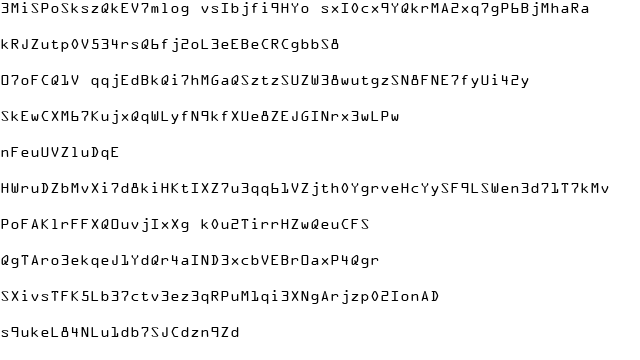 3MiSPoSkszQkEV7mlog vsIbjfi9HYo sxI0cx9YQkrMA2xq7gP6BjMhaRa
kRJZutp0V534rsQ6fj2oL3eEBeCRCgbbS8
O7oFCQ1V qqjEdBkQi7hMGaQSztzSUZW38wutgzSN8FNE7fyUi42y
SkEwCXM67KujxQqWLyfN9kfXUe8ZEJGINrx3wLPw
nFeuUVZluDqE
HWruDZbMvXi7d8kiHKtIXZ7u3qq61VZjth0YgrveHcYySF9LSWen3d71T7kMv
PoFAK1rFFXQOuvjIxXg k0u2TirrHZwQeuCFS
QgTAro3ekqeJ1YdQr4aIND3xcbVEBrOaxP4Qgr
SXivsTFK5Lb37ctv3ez3qRPuM1qi3XNgArjzp02IonAD
s9ukeL84NLu1db7SJCdzn9Zd